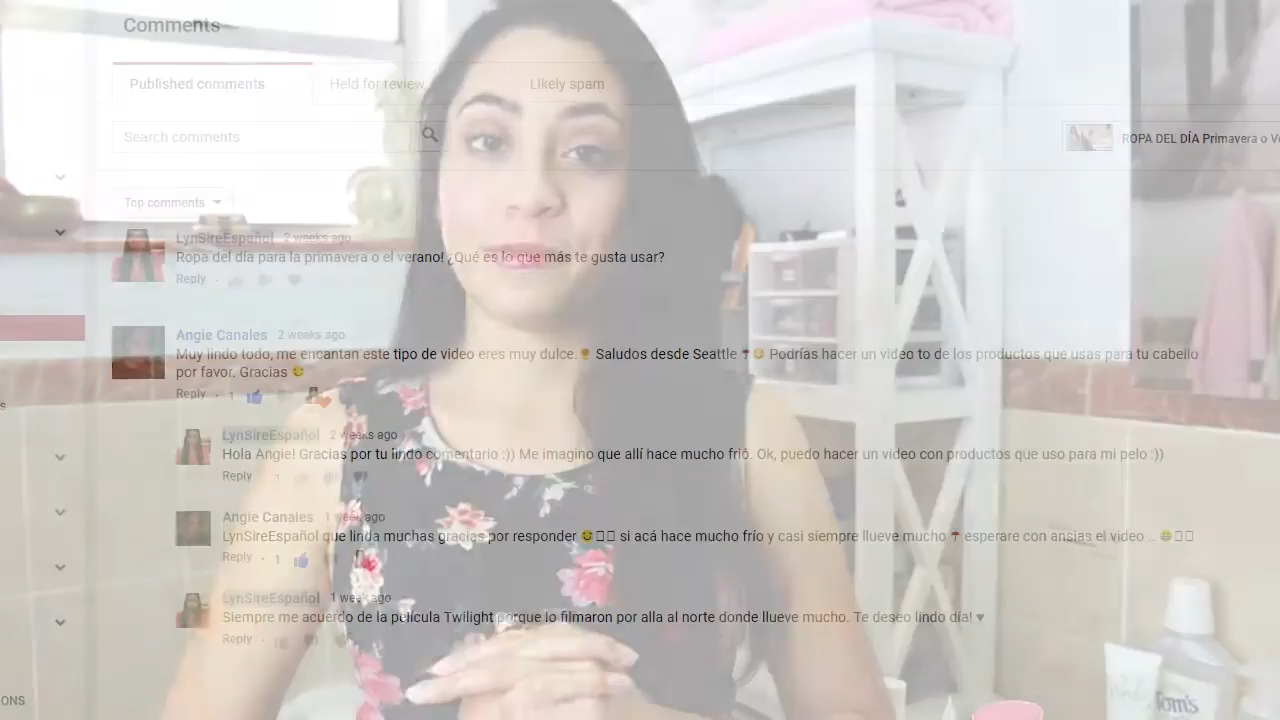 Comments
Published comments
Held for review
Likely spam
Search comments
ROPA DEL DÍA Primavera o Ve
Top comments
LynSireEspañol 2 weeks ago
Ropa del día para la primavera o el verano! ¿Qué es lo que más te gusta usar?
Reply
Angie Canales 2 weeks ago
Muy lindo todo, me encantan este tipo de video eres muy dulce. Saludos desde Seattle Podrías hacer un video to de los productos que usas para tu cabello
por favor. Gracias
Reply 1
LynSireEspañol 2 weeks ago
Hola Angie! Gracias por tu lindo comentario :)) Me imagino que allí hace mucho frío. Ok, puedo hacer un video con productos que uso para mi pelo :))
Reply 1
Angie Canales 1 week ago
LynSireEspañol que linda muchas gracias por responder si acá hace mucho frío y casi siempre llueve mucho esperare con ansias el video ..
Reply 1
LynSireEspañol 1 week ago
Siempre me acuerdo de la película Twilight porque lo filmaron por alla al norte donde llueve mucho. Te deseo lindo día! ♥
Reply
s
ONS
Tom's